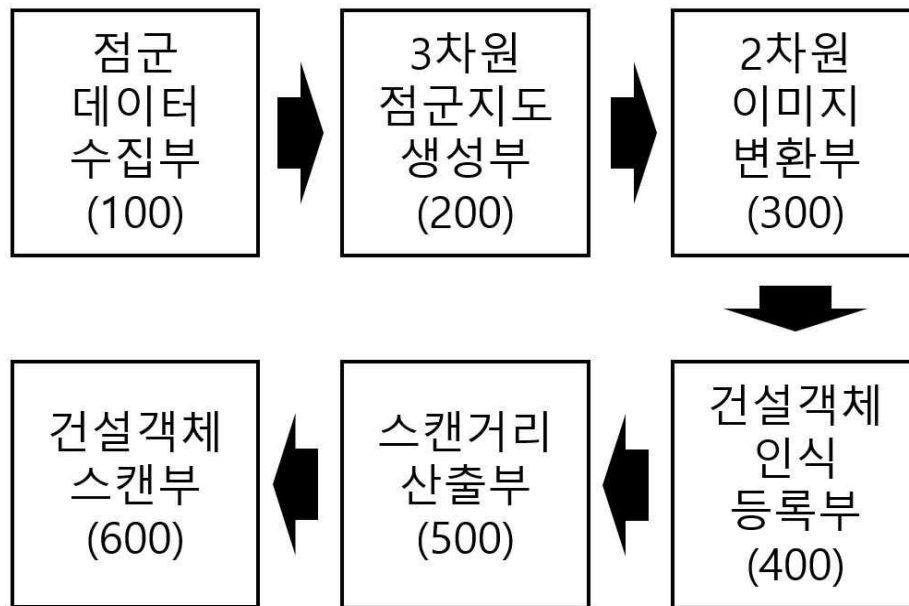 점군
데이터
수집부
(100)
3차원
점군지도
생성부
(200)
2차원
이미지
변환부
(300)
건설객체
인식
등록부
(400)
스캔거리
산출부
(500)
건설객체
스캔부
(600)